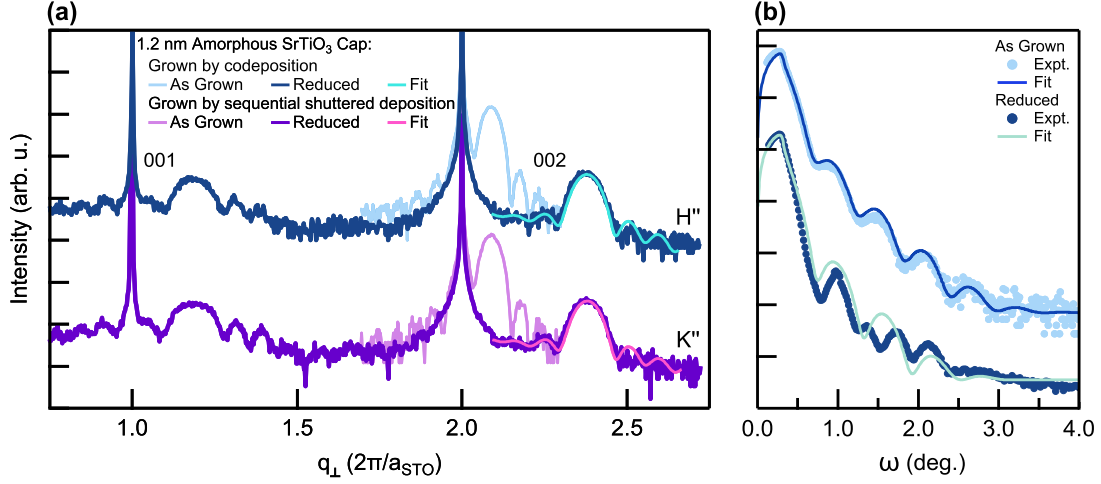 (a)
1.2 nm Amorphous SrTiO3 Cap:
Grown by codeposition
As Grown Reduced Fit
Grown by sequential shuttered deposition
As Grown Reduced Fit
001
002
H"
K"
Intensity (arb. u.)
1.0 1.5 2.0 2.5
q⊥ (2π/aSTO)
(b)
As Grown
Expt.
Fit
Reduced
Expt.
Fit
0.0 1.0 2.0 3.0 4.0
ω (deg.)